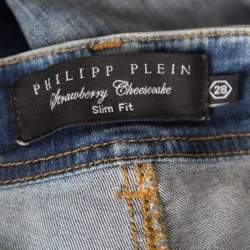 PHILIPP PLEIN
Strawberry Cheesecake
Slim Fit
28